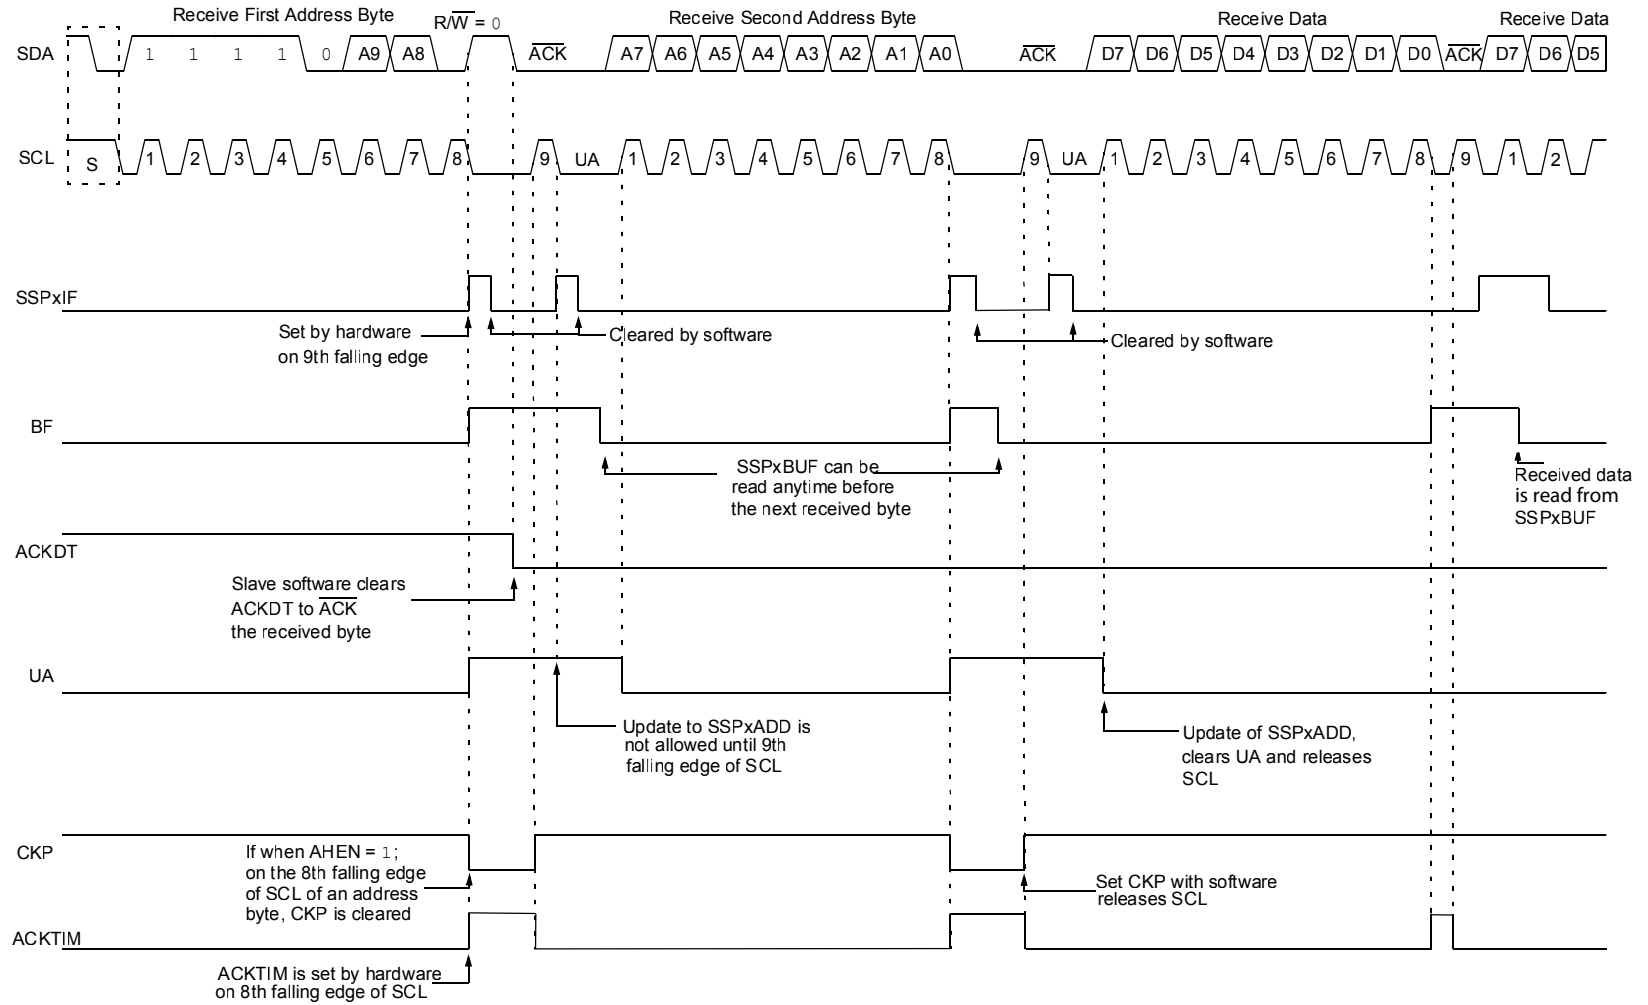 Receive First Address Byte
R/W = 0
Receive Second Address Byte
Receive Data
Receive Data
SDA
1 1 1 1 0 A9 A8
ACK
A7 A6 A5 A4 A3 A2 A1 A0
ACK
D7 D6 D5 D4 D3 D2 D1 D0
ACK
D7 D6 D5
SCL
S
1 2 3 4 5 6 7 8 9 UA 1 2 3 4 5 6 7 8 9 UA 1 2 3 4 5 6 7 8 9 1 2
SSPxIF
Set by hardware
on 9th falling edge
Cleared by software
Cleared by software
BF
SSPxBUF can be
read anytime before
the next received byte
Received data
is read from
SSPxBUF
ACKDT
Slave software clears
ACKDT to ACK
the received byte
UA
Update to SSPxADD is
not allowed until 9th
falling edge of SCL
Update of SSPxADD,
clears UA and releases
SCL
CKP
If when AHEN = 1;
on the 8th falling edge
of SCL of an address
byte, CKP is cleared
Set CKP with software
releases SCL
ACKTIM
ACKTIM is set by hardware
on 8th falling edge of SCL